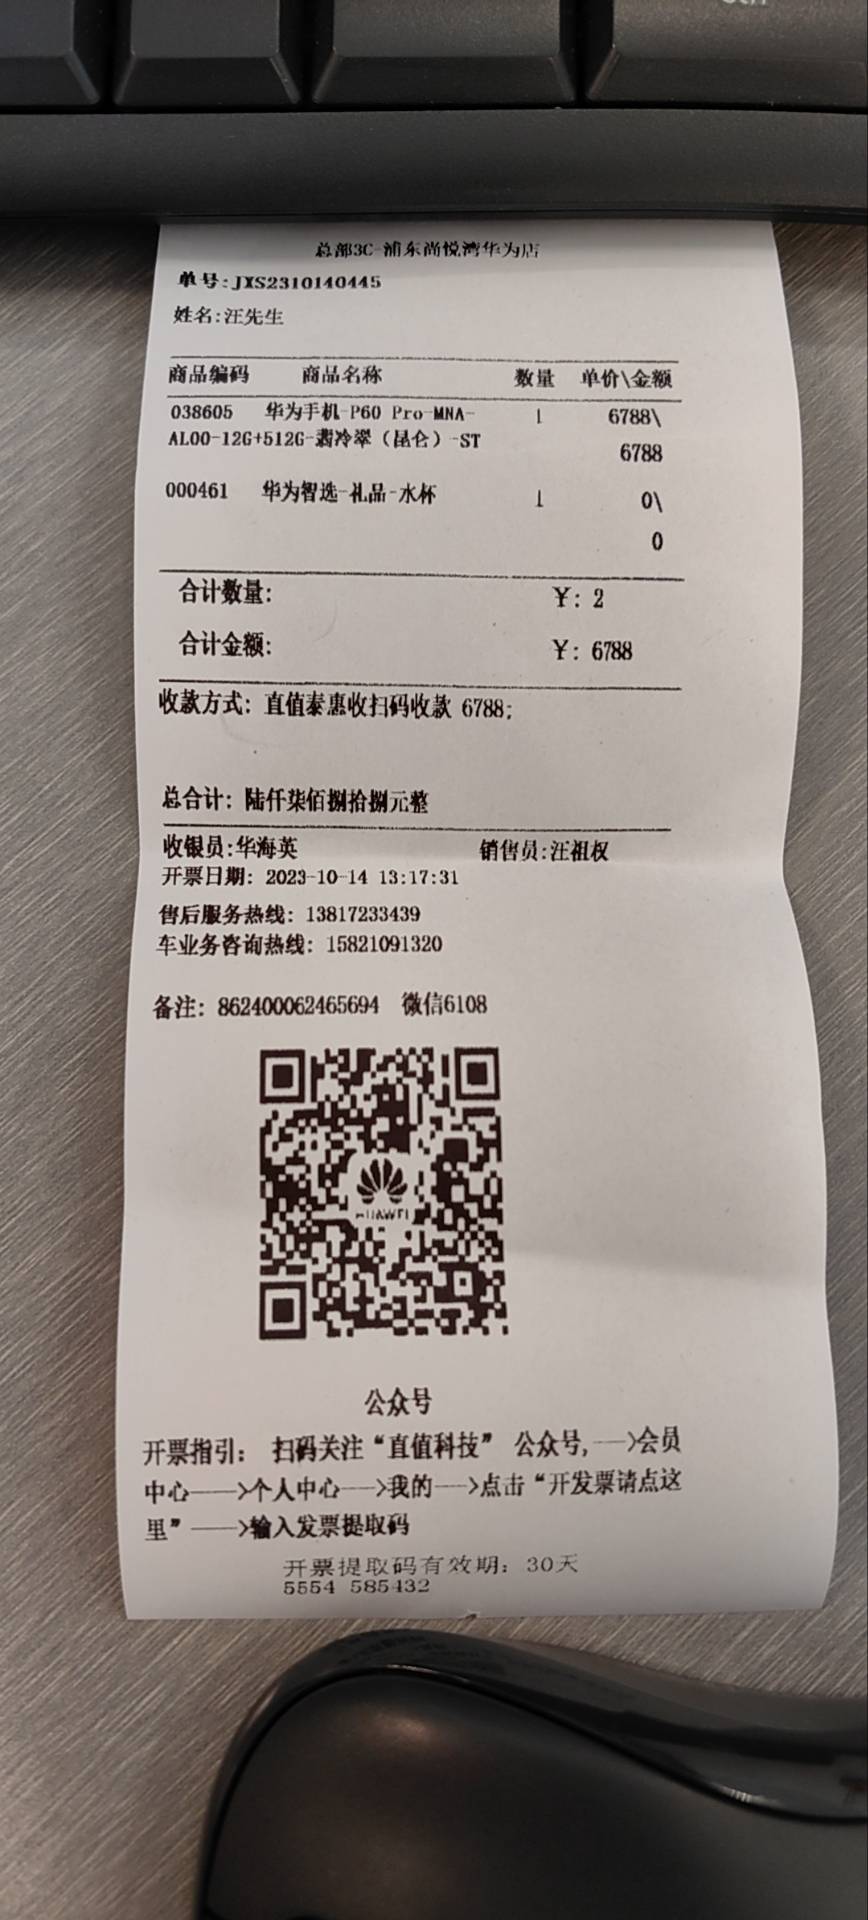 总部3C-浦东尚悦湾华为店
单号:JXS2310140445
姓名:汪先生
商品编码 商品名称 数量 单价\金额
038605 华为手机-P60 Pro-MNA- 1 6788\
AL00-12G+512G-翡冷翠（昆仑）-ST 6788
000461 华为智选-礼品-水杯 1 0\
0
合计数量: ¥: 2
合计金额: ¥: 6788
收款方式: 直值泰惠收扫码收款 6788;
总合计: 陆仟柒佰捌拾捌元整
收银员:华海英 销售员:汪祖权
开票日期: 2023-10-14 13:17:31
售后服务热线: 13817233439
车业务咨询热线: 15821091320
备注: 862400062465694 微信6108
HUAWEI
公众号
开票指引: 扫码关注“直值科技” 公众号,—->会员
中心——>个人中心—->我的—->点击“开发票请点这
里” ——>输入发票提取码
开票提取码有效期: 30天
5554 585432